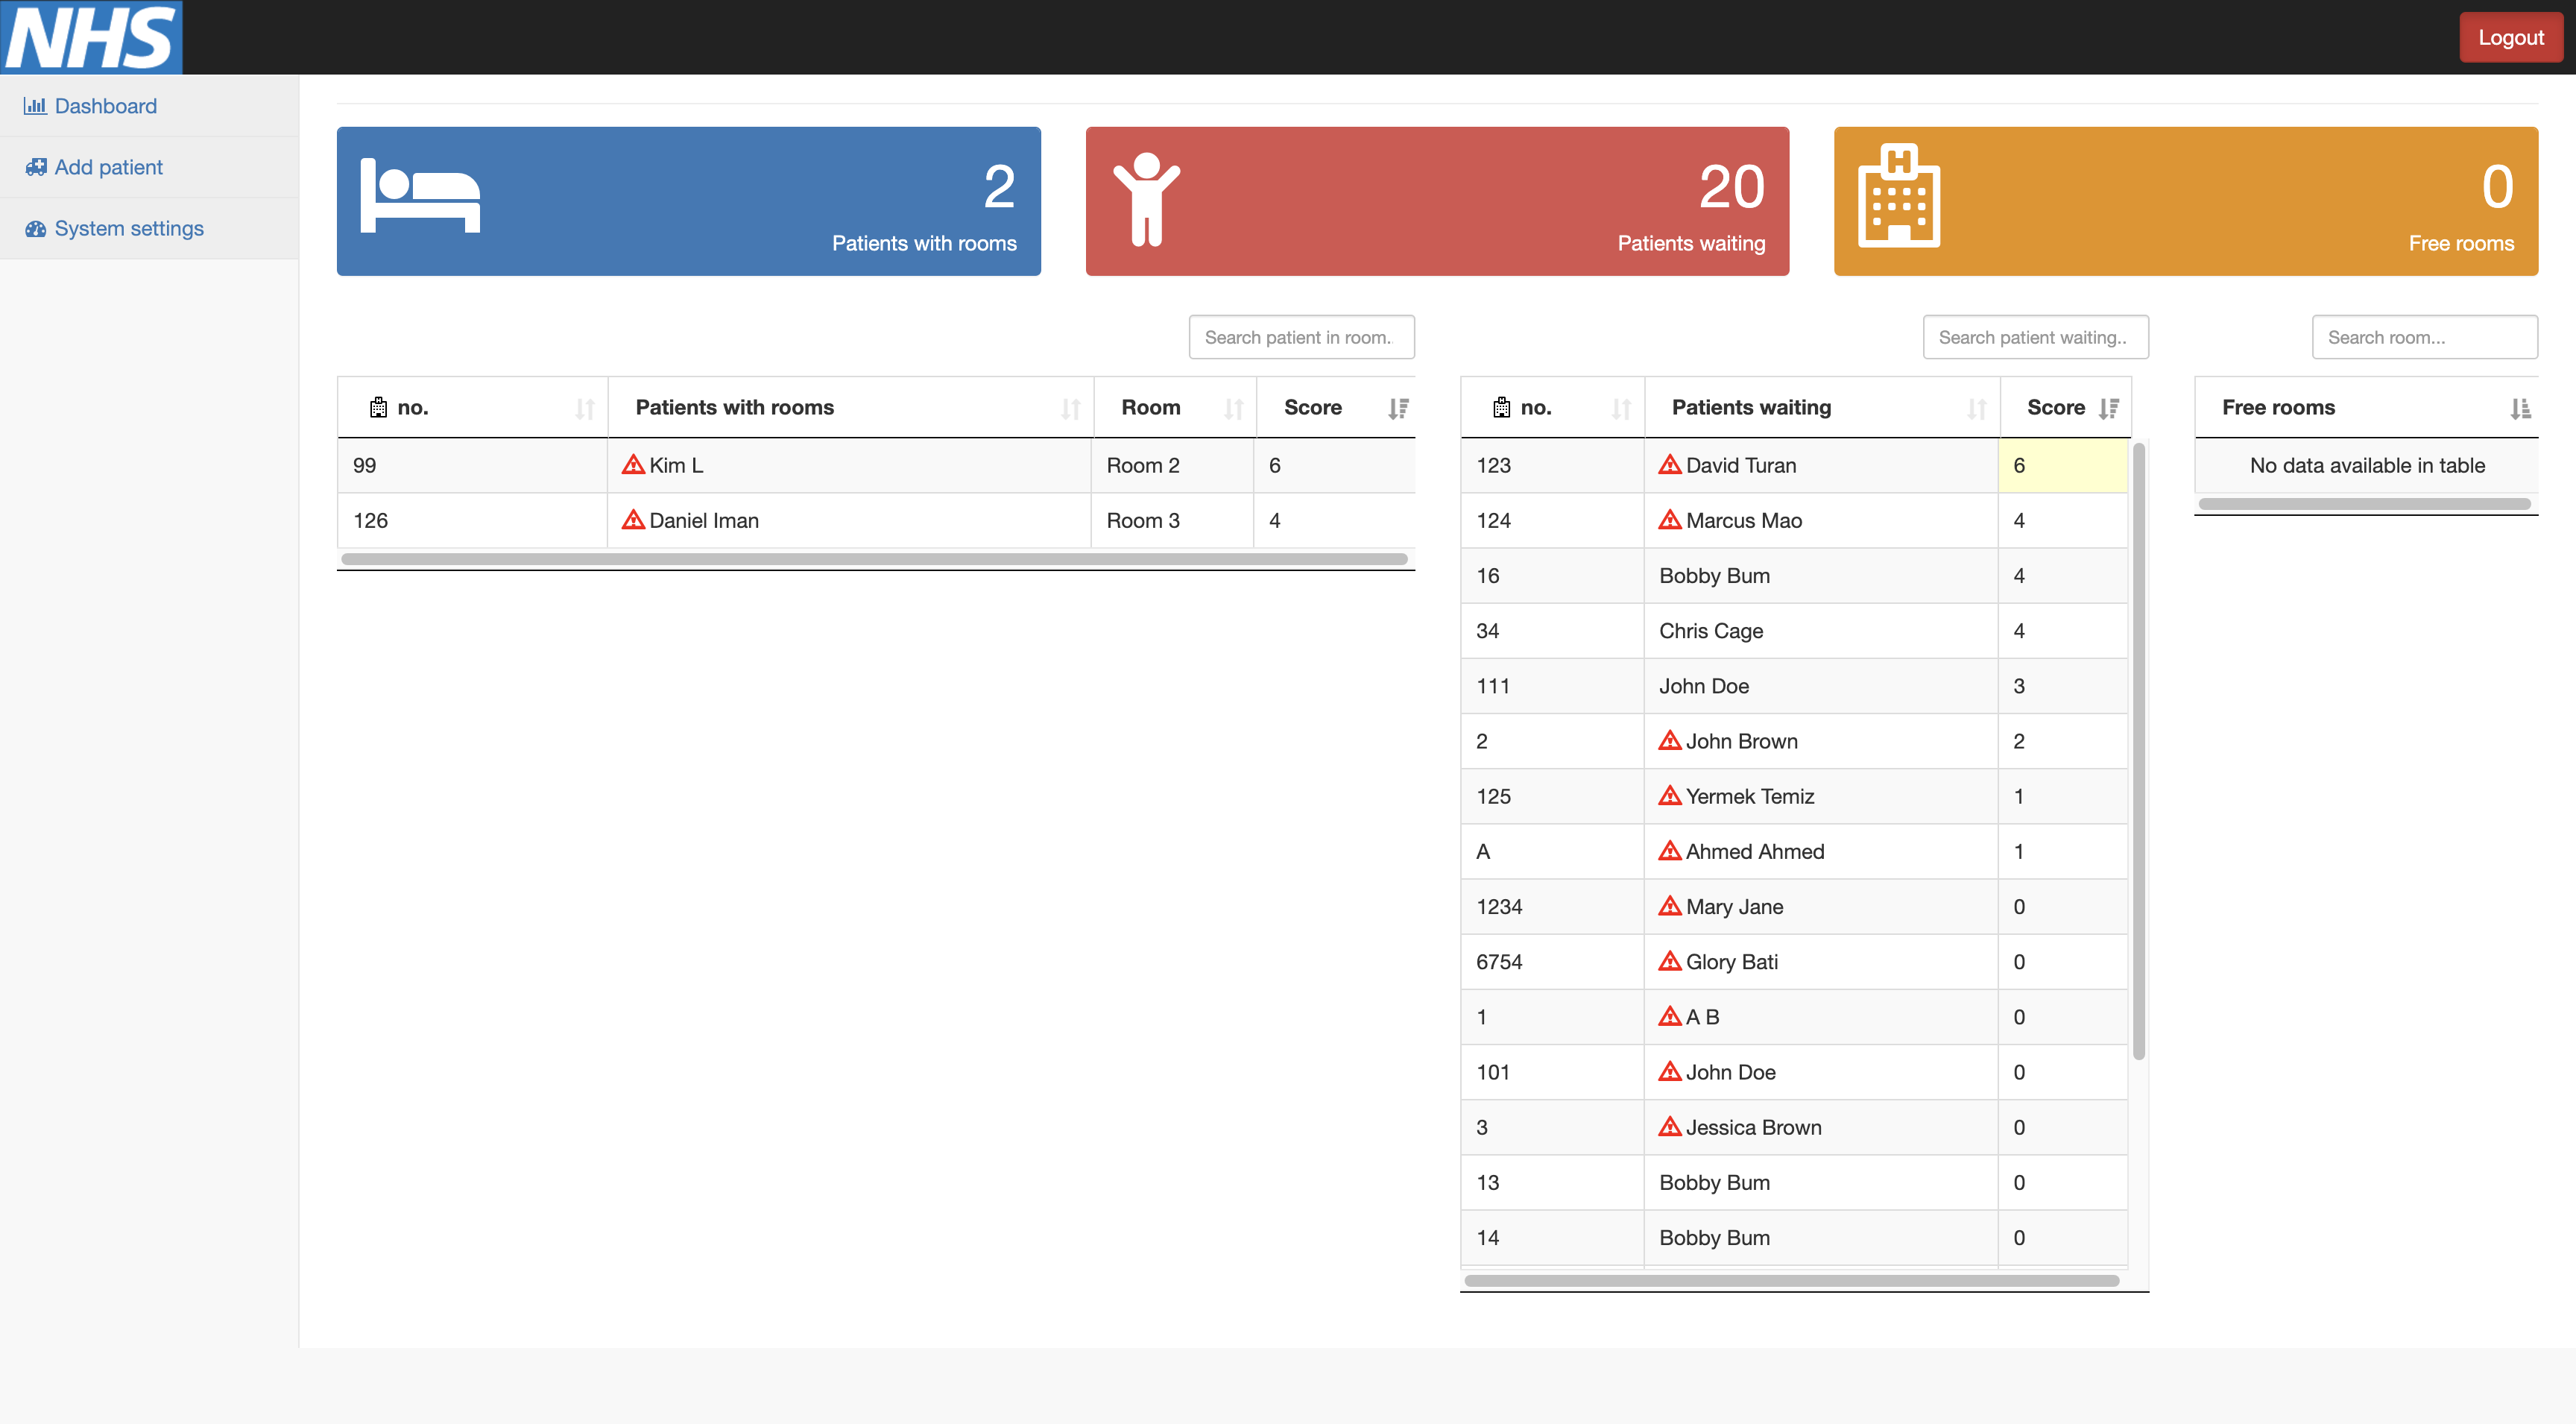 NHS
Logout
Dashboard
Add patient
System settings
2
Patients with rooms
20
Patients waiting
0
Free rooms
Search patient in room.
Search patient waiting..
Search room...
no. Patients with rooms Room Score
99 Kim L Room 2 6
126 Daniel Iman Room 3 4
no. Patients waiting Score
123 David Turan 6
124 Marcus Mao 4
16 Bobby Bum 4
34 Chris Cage 4
111 John Doe 3
2 John Brown 2
125 Yermek Temiz 1
A Ahmed Ahmed 1
1234 Mary Jane 0
6754 Glory Bati 0
1 A B 0
101 John Doe 0
3 Jessica Brown 0
13 Bobby Bum 0
14 Bobby Bum 0
Free rooms
No data available in table